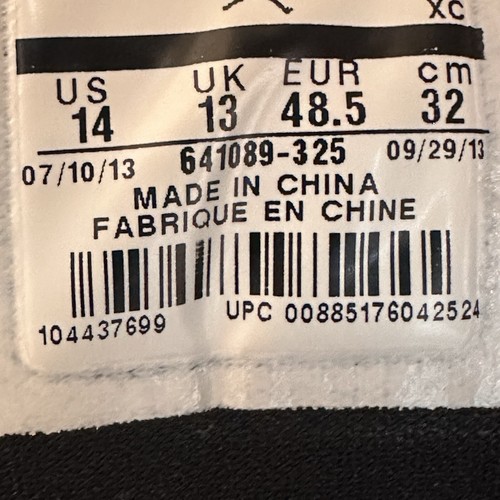 XC
US UK EUR cm
14 13 48.5 32
07/10/13 641089-325 09/29/13
MADE IN CHINA
FABRIQUE EN CHINE
104437699 UPC 00885176042524